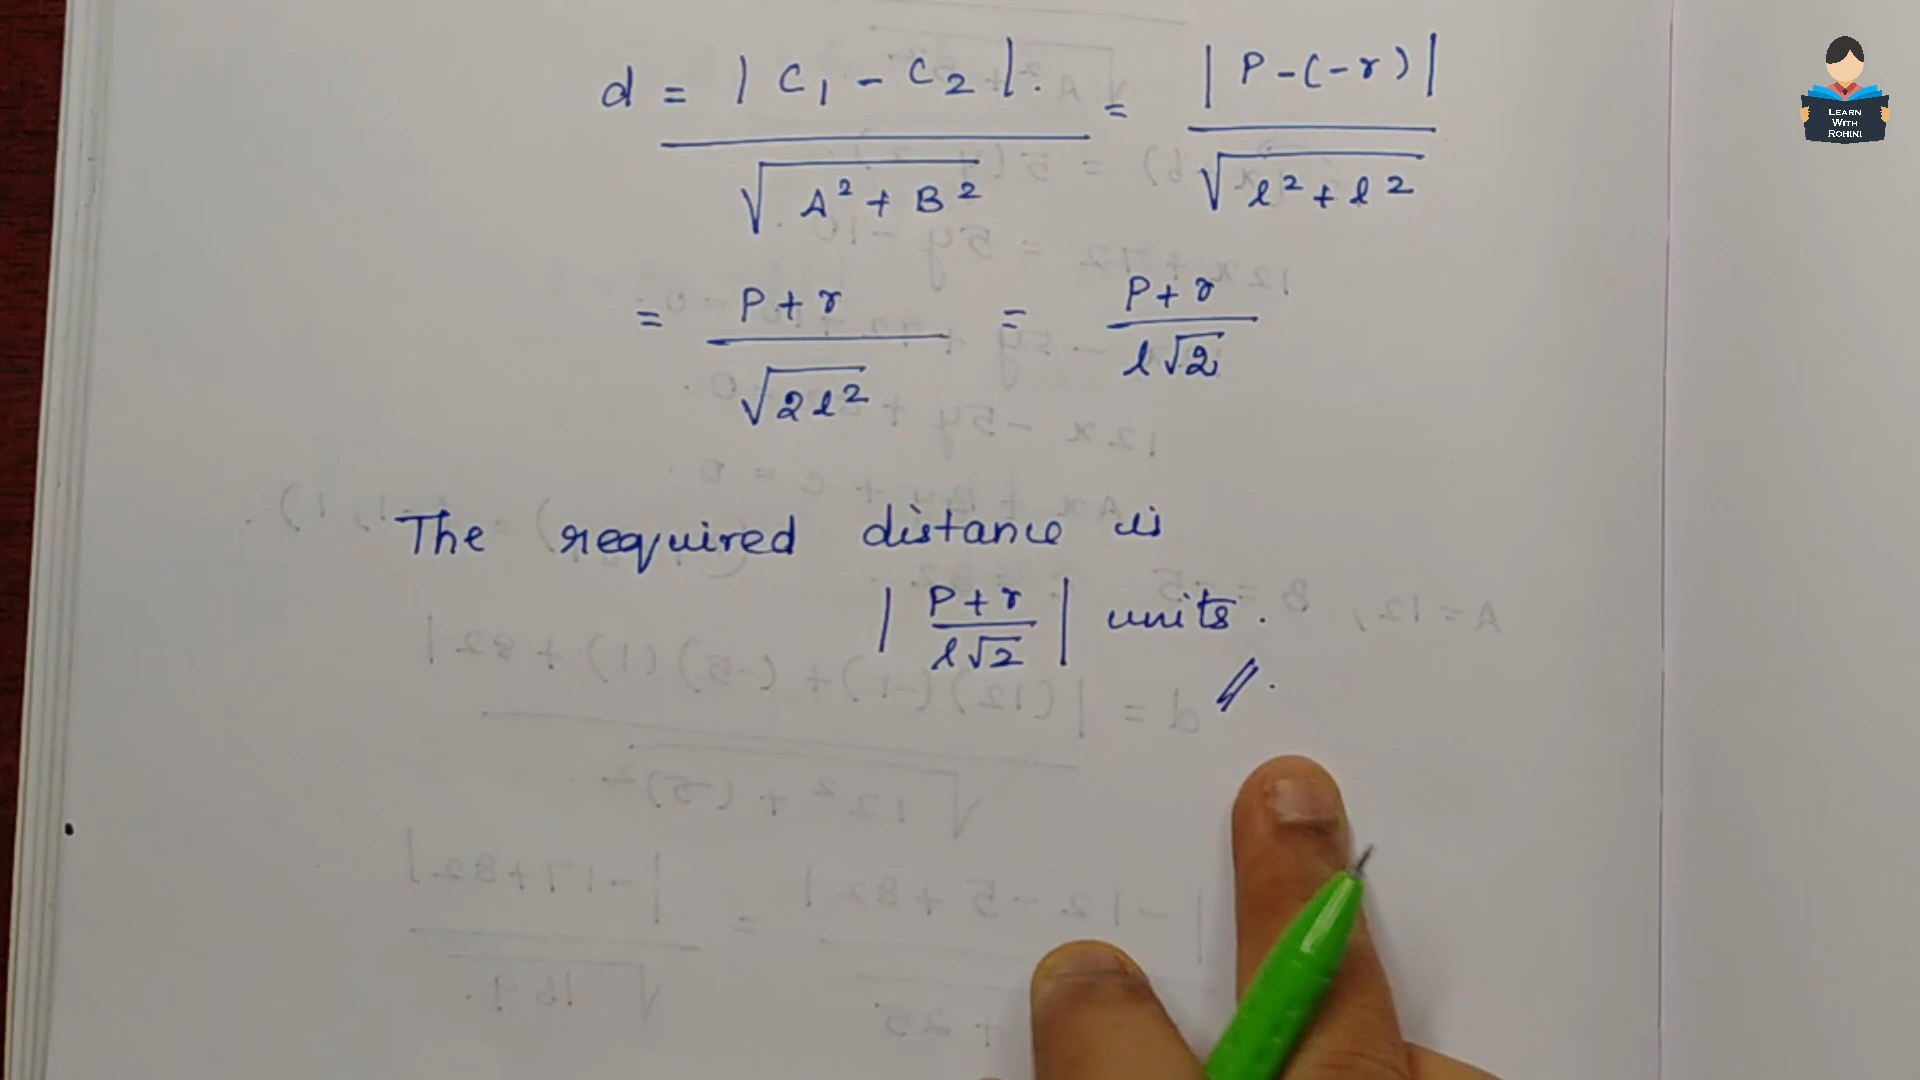 d = |C₁ - C₂|. / √A² + B² = |P - (-r)| / √l² + l²
= P + r / √2l² = P + r / l√2
The required distance is
|P + r / l√2| units.
LEARN
WITH
ROHINI